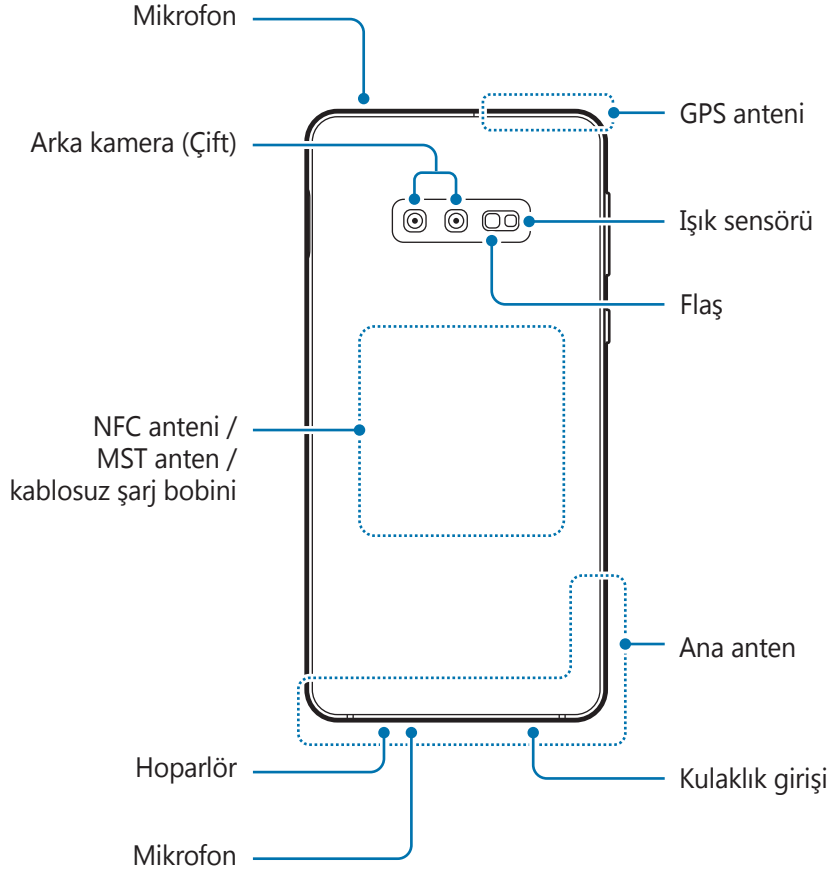 Mikrofon
GPS anteni
Arka kamera (Çift)
Işık sensörü
Flaş
NFC anteni /
MST anten /
kablosuz şarj bobini
Ana anten
Hoparlör
Kulaklık girişi
Mikrofon